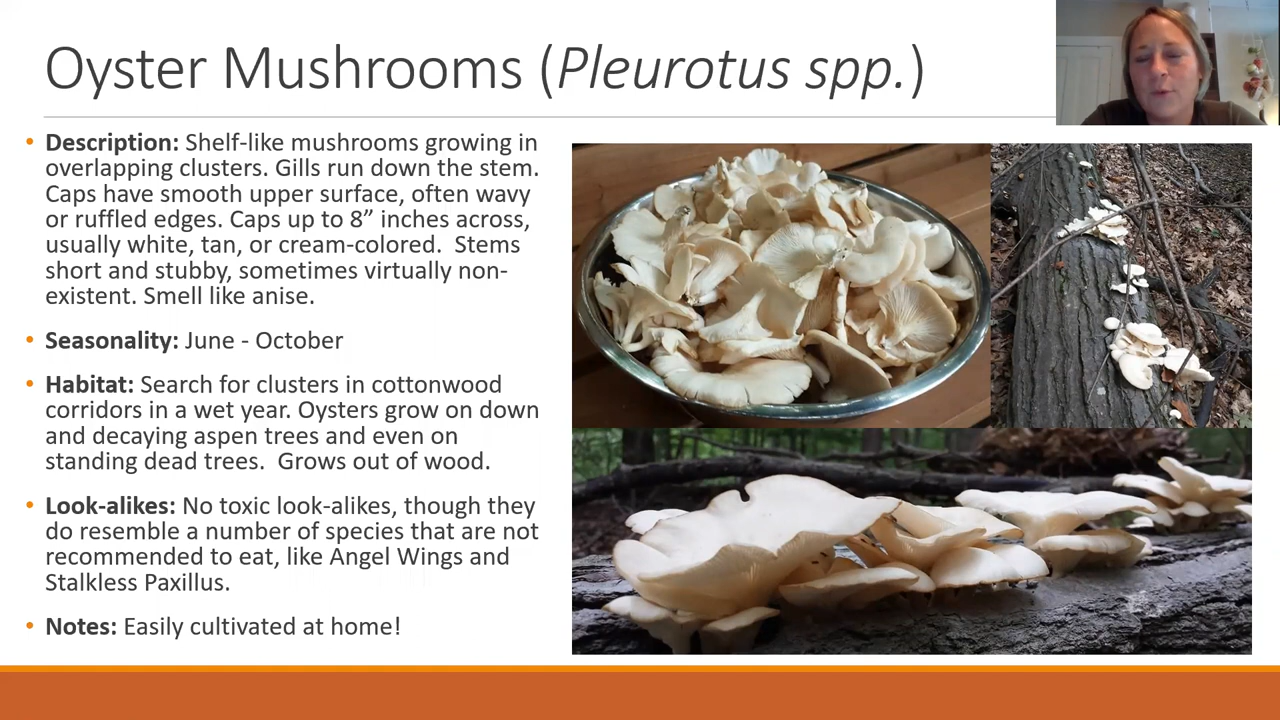 Oyster Mushrooms (Pleurotus spp.)
• Description: Shelf-like mushrooms growing in
overlapping clusters. Gills run down the stem.
Caps have smooth upper surface, often wavy
or ruffled edges. Caps up to 8” inches across,
usually white, tan, or cream-colored.  Stems
short and stubby, sometimes virtually non-
existent. Smell like anise.
• Seasonality: June - October
• Habitat: Search for clusters in cottonwood
corridors in a wet year. Oysters grow on down
and decaying aspen trees and even on
standing dead trees.  Grows out of wood.
• Look-alikes: No toxic look-alikes, though they
do resemble a number of species that are not
recommended to eat, like Angel Wings and
Stalkless Paxillus.
• Notes: Easily cultivated at home!